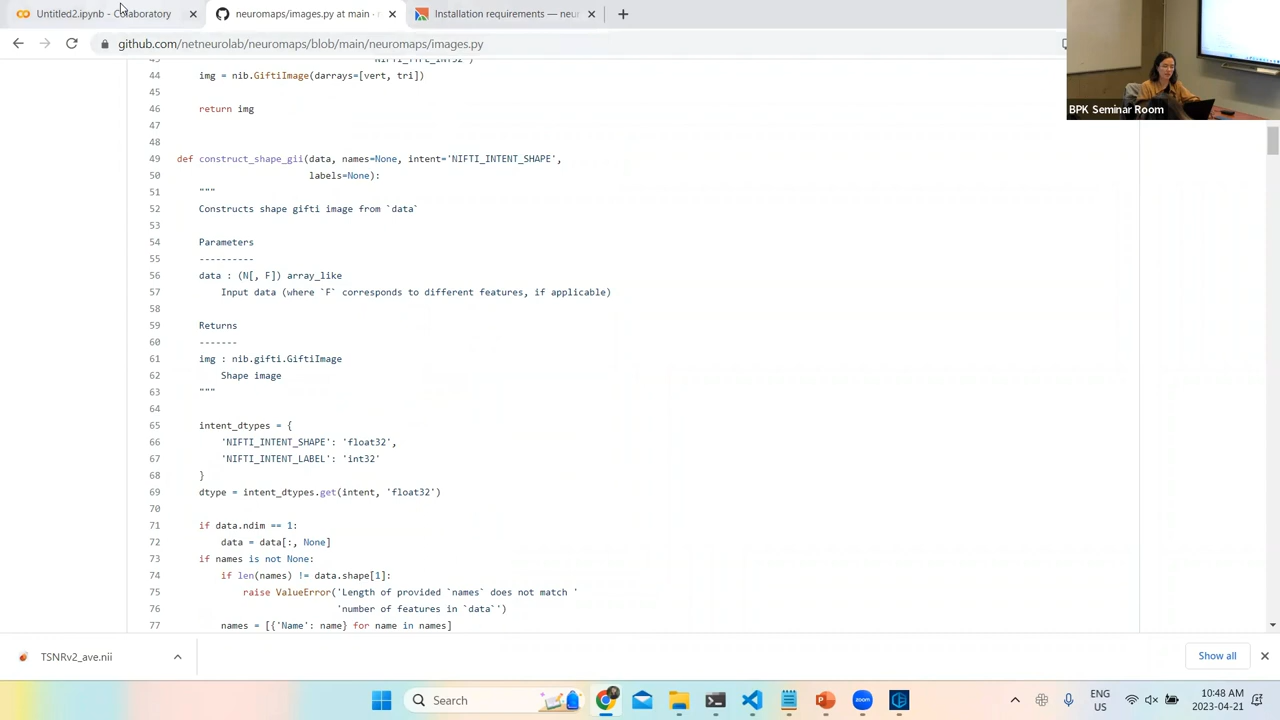 Untitled2.ipynb - Colaboratory
neuromaps/images.py at main · n
Installation requirements — neu
github.com/netneurolab/neuromaps/blob/main/neuromaps/images.py
BPK Seminar Room
44 img = nib.GiftiImage(darrays=[vert, tri])
45
46 return img
47
48
49 def construct_shape_gii(data, names=None, intent='NIFTI_INTENT_SHAPE',
50 labels=None):
51 """
52 Constructs shape gifti image from `data`
53
54 Parameters
55 ----------
56 data : (N[, F]) array_like
57 Input data (where `F` corresponds to different features, if applicable)
58
59 Returns
60 -------
61 img : nib.gifti.GiftiImage
62 Shape image
63 """
64
65 intent_dtypes = {
66 'NIFTI_INTENT_SHAPE': 'float32',
67 'NIFTI_INTENT_LABEL': 'int32'
68 }
69 dtype = intent_dtypes.get(intent, 'float32')
70
71 if data.ndim == 1:
72 data = data[:, None]
73 if names is not None:
74 if len(names) != data.shape[1]:
75 raise ValueError('Length of provided `names` does not match '
76 'number of features in `data`')
77 names = [{'Name': name} for name in names]
TSNRv2_ave.nii
Show all
Search
ENG
US
10:48 AM
2023-04-21